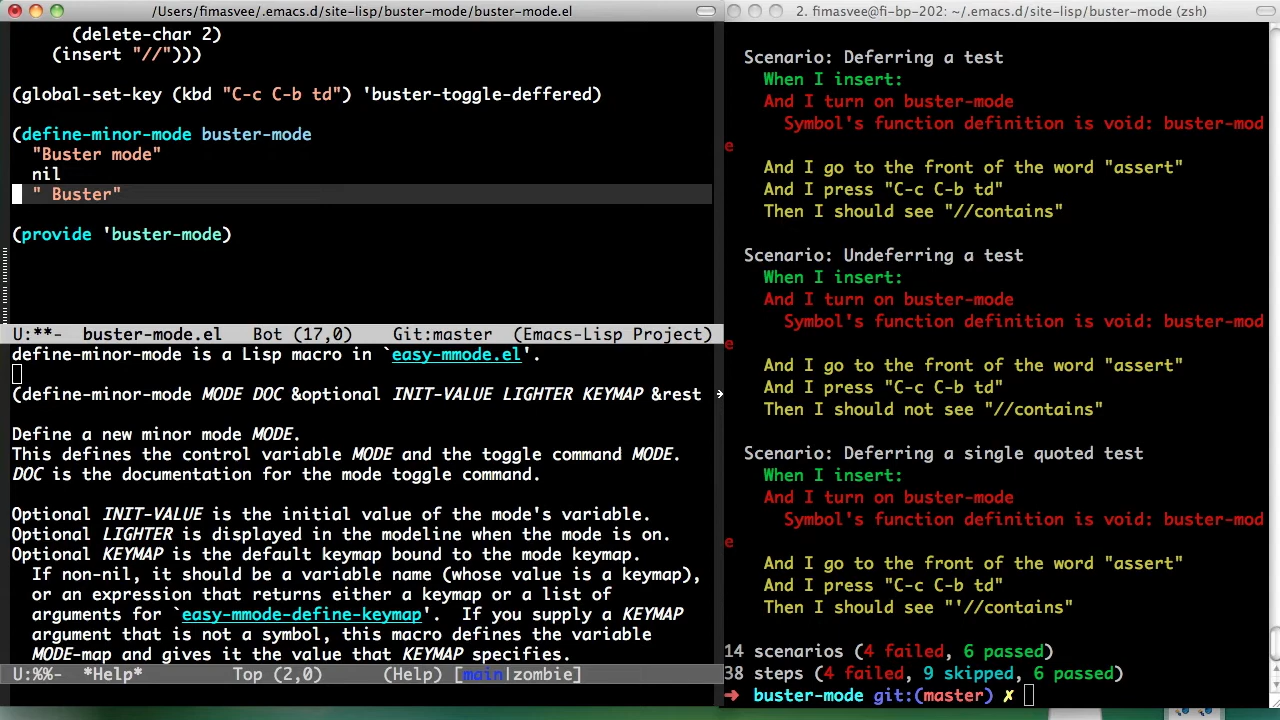 /Users/fimasvee/.emacs.d/site-lisp/buster-mode/buster-mode.el
(delete-char 2)
(insert "//")))
(global-set-key (kbd "C-c C-b td") 'buster-toggle-deffered)
(define-minor-mode buster-mode
"Buster mode"
nil
" Buster"
(provide 'buster-mode)
U:**-  buster-mode.el   Bot (17,0)    Git:master  (Emacs-Lisp Project)
define-minor-mode is a Lisp macro in `easy-mmode.el'.
(define-minor-mode MODE DOC &optional INIT-VALUE LIGHTER KEYMAP &rest
Define a new minor mode MODE.
This defines the control variable MODE and the toggle command MODE.
DOC is the documentation for the mode toggle command.
Optional INIT-VALUE is the initial value of the mode's variable.
Optional LIGHTER is displayed in the modeline when the mode is on.
Optional KEYMAP is the default keymap bound to the mode keymap.
If non-nil, it should be a variable name (whose value is a keymap),
or an expression that returns either a keymap or a list of
arguments for `easy-mmode-define-keymap'.  If you supply a KEYMAP
argument that is not a symbol, this macro defines the variable
MODE-map and gives it the value that KEYMAP specifies.
U:%%-  *Help*         Top (2,0)      (Help) [main|zombie]
2. fimasvee@fi-bp-202: ~/.emacs.d/site-lisp/buster-mode (zsh)
Scenario: Deferring a test
When I insert:
And I turn on buster-mode
Symbol's function definition is void: buster-mod
e
And I go to the front of the word "assert"
And I press "C-c C-b td"
Then I should see "//contains"
Scenario: Undeferring a test
When I insert:
And I turn on buster-mode
Symbol's function definition is void: buster-mod
e
And I go to the front of the word "assert"
And I press "C-c C-b td"
Then I should not see "//contains"
Scenario: Deferring a single quoted test
When I insert:
And I turn on buster-mode
Symbol's function definition is void: buster-mod
e
And I go to the front of the word "assert"
And I press "C-c C-b td"
Then I should see "'//contains"
14 scenarios (4 failed, 6 passed)
38 steps (4 failed, 9 skipped, 6 passed)
➜  buster-mode git:(master) ✗